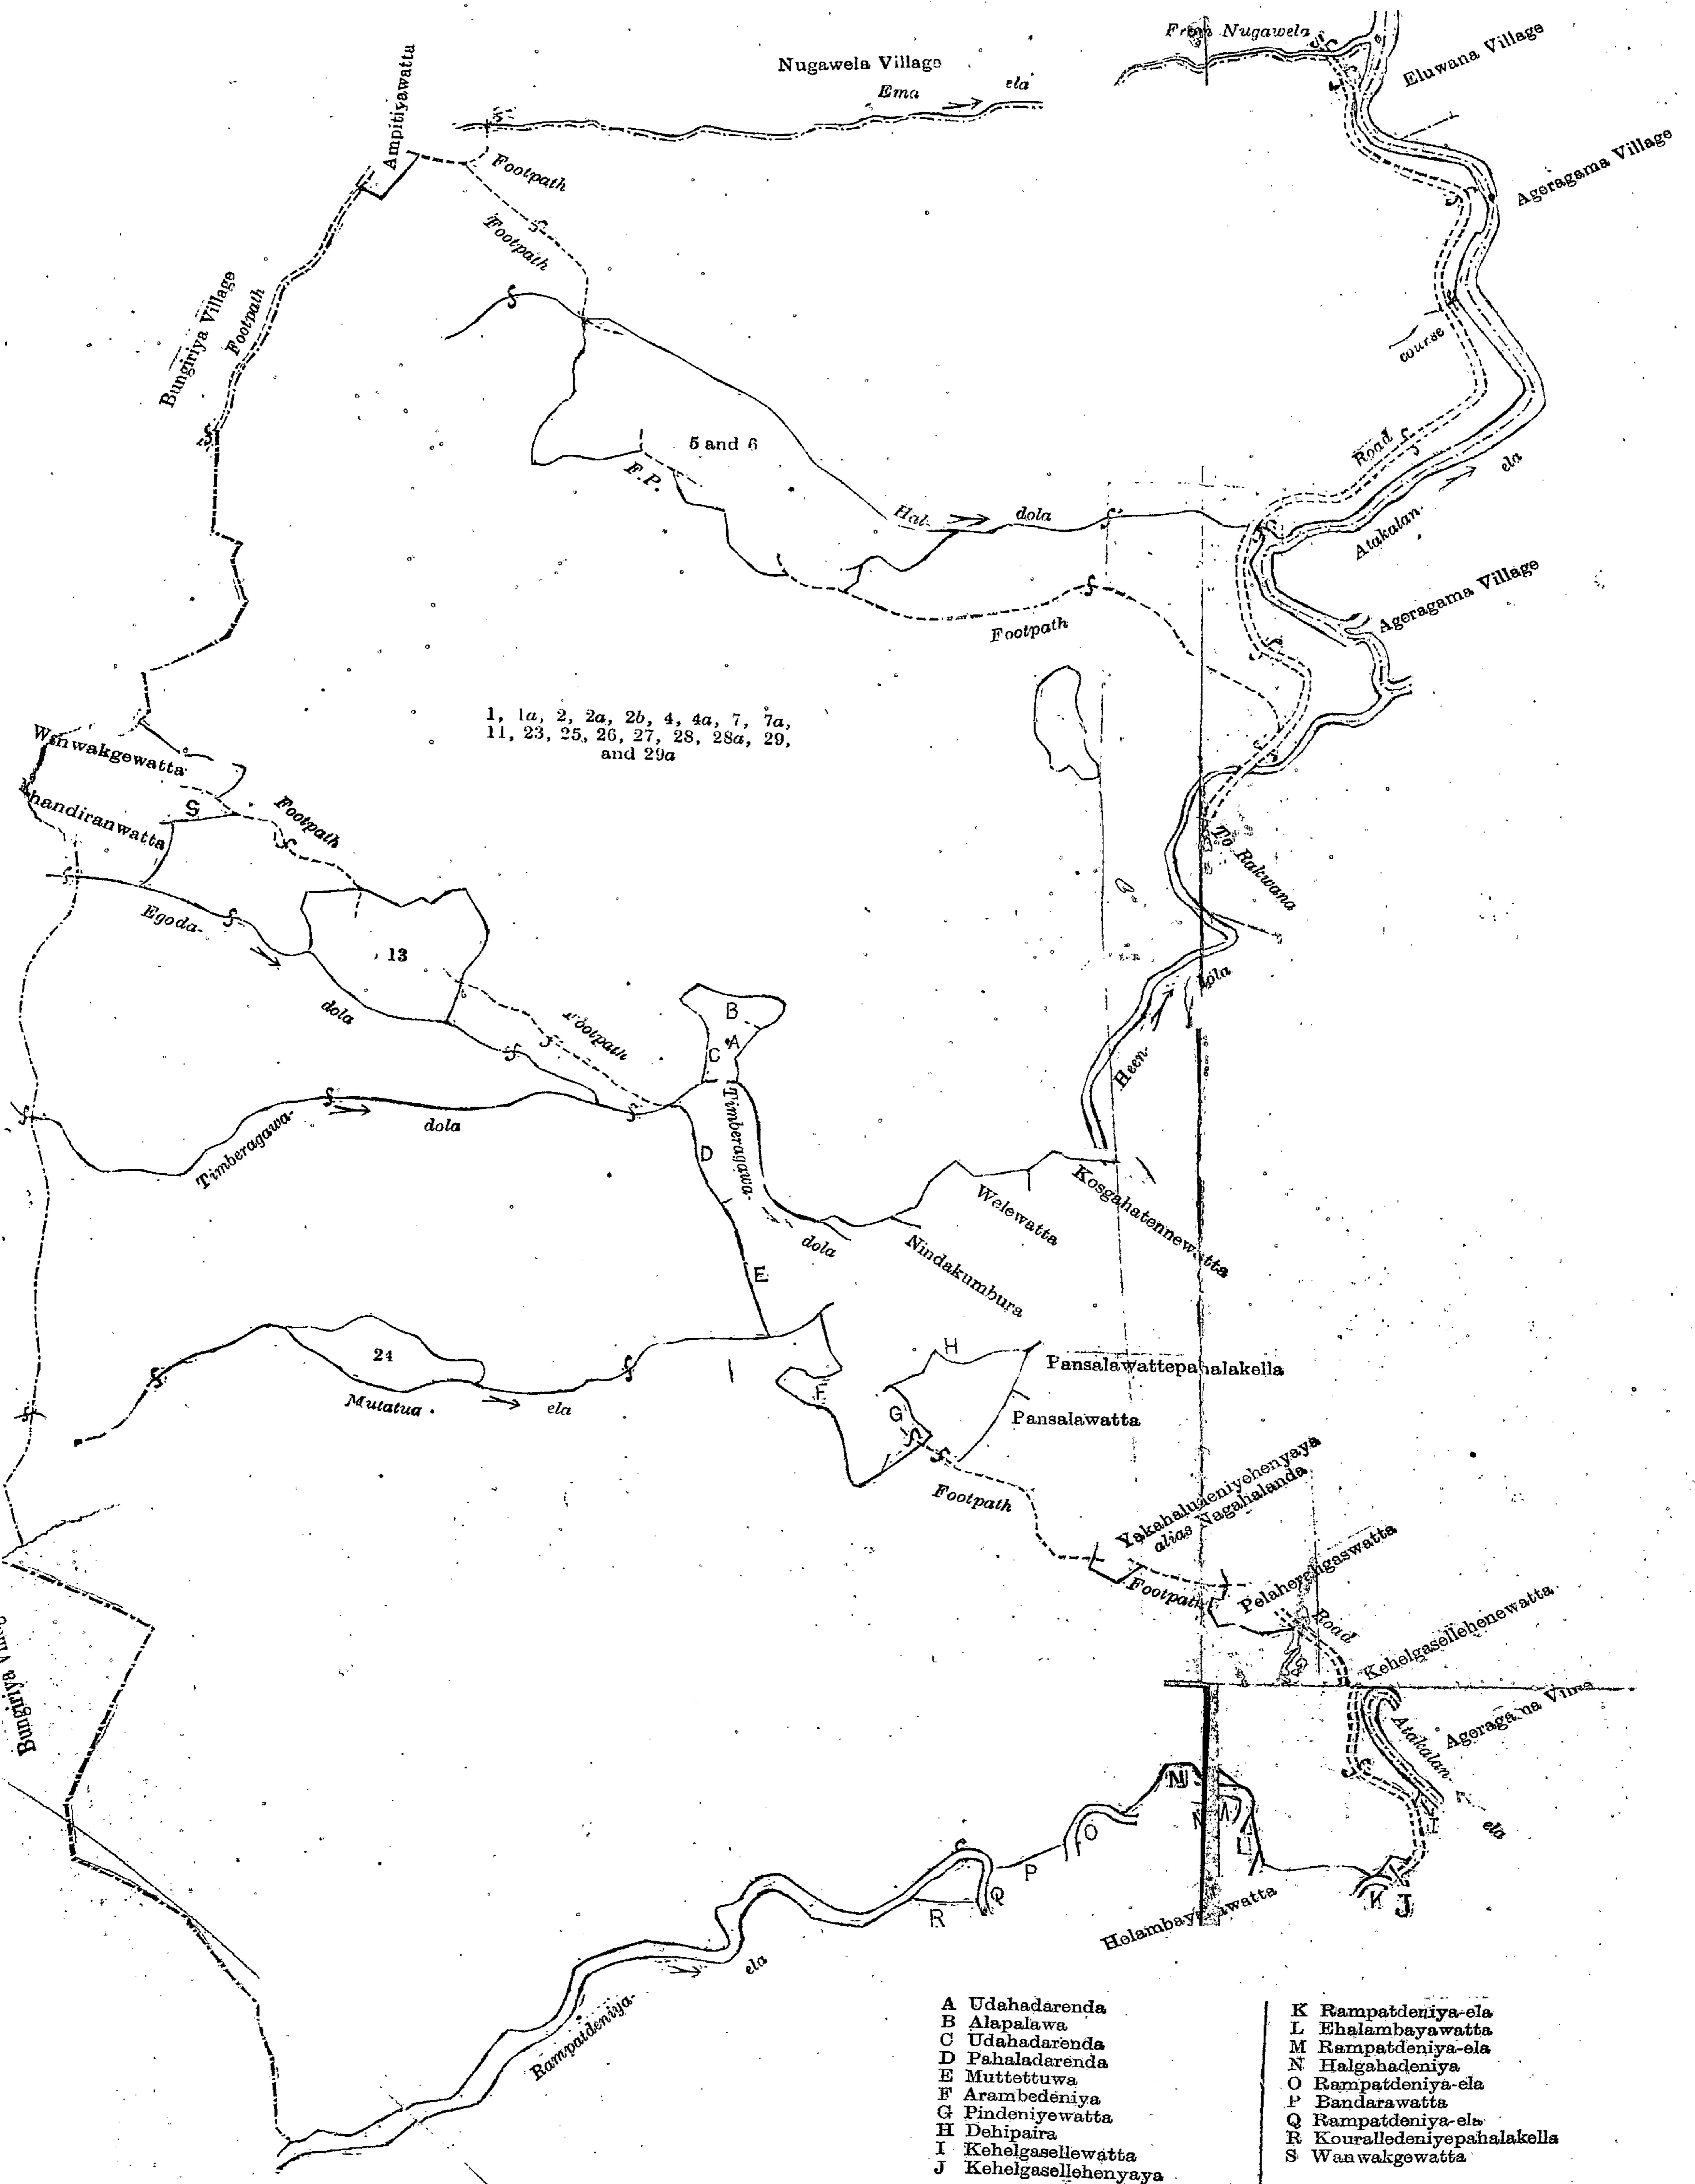 From Nugawela
Eluwana Village
Nugawela Village
Ema ela
Ampitiyawatta
Footpath
Footpath
Ageragama Village
Bungiriya Village
Footpath
course
5 and 6
F.P.
Road
ela
Hal- dola
Atakalan-
Ageragama Village
Footpath
1, 1a, 2, 2a, 2b, 4, 4a, 7, 7a,
11, 23, 25, 26, 27, 28, 28a, 29,
and 29a
Wanwakgewatta
S
Footpath
To Rakwana
Egoda-
13
dola
dola
Footpath
B
A
C
Heen-
Timberagawa-
dola
D
Timberagawa-
dola
Kosgahatennewatta
Welewatta
Nindakumbura
E
24
Mutatua
ela
I
F
H
Pansalawattepahalakella
G
Pansalawatta
Footpath
Yakahaludeniyehenyaya
alias Nagahalanda
Footpath
Road
Kehelgasellehenewatta
Bungiriya
Atakalan-
Ageragama
ela
N
M
L
O
P
Q
R
K
J
ela
Rampatdeniya-
A Udahadarenda
B Alapalawa
C Udahadarenda
D Pahaladarenda
E Muttettuwa
F Arambedeniya
G Pindeniyewatta
H Dehipaira
I Kehelgasellewatta
J Kehelgasellehenyaya
K Rampatdeniya-ela
L Ehalambayawatta
M Rampatdeniya-ela
N Halgahadeniya
O Rampatdeniya-ela
P Bandarawatta
Q Rampatdeniya-ela
R Kouralledeniyepahalakella
S Wanwakgewatta